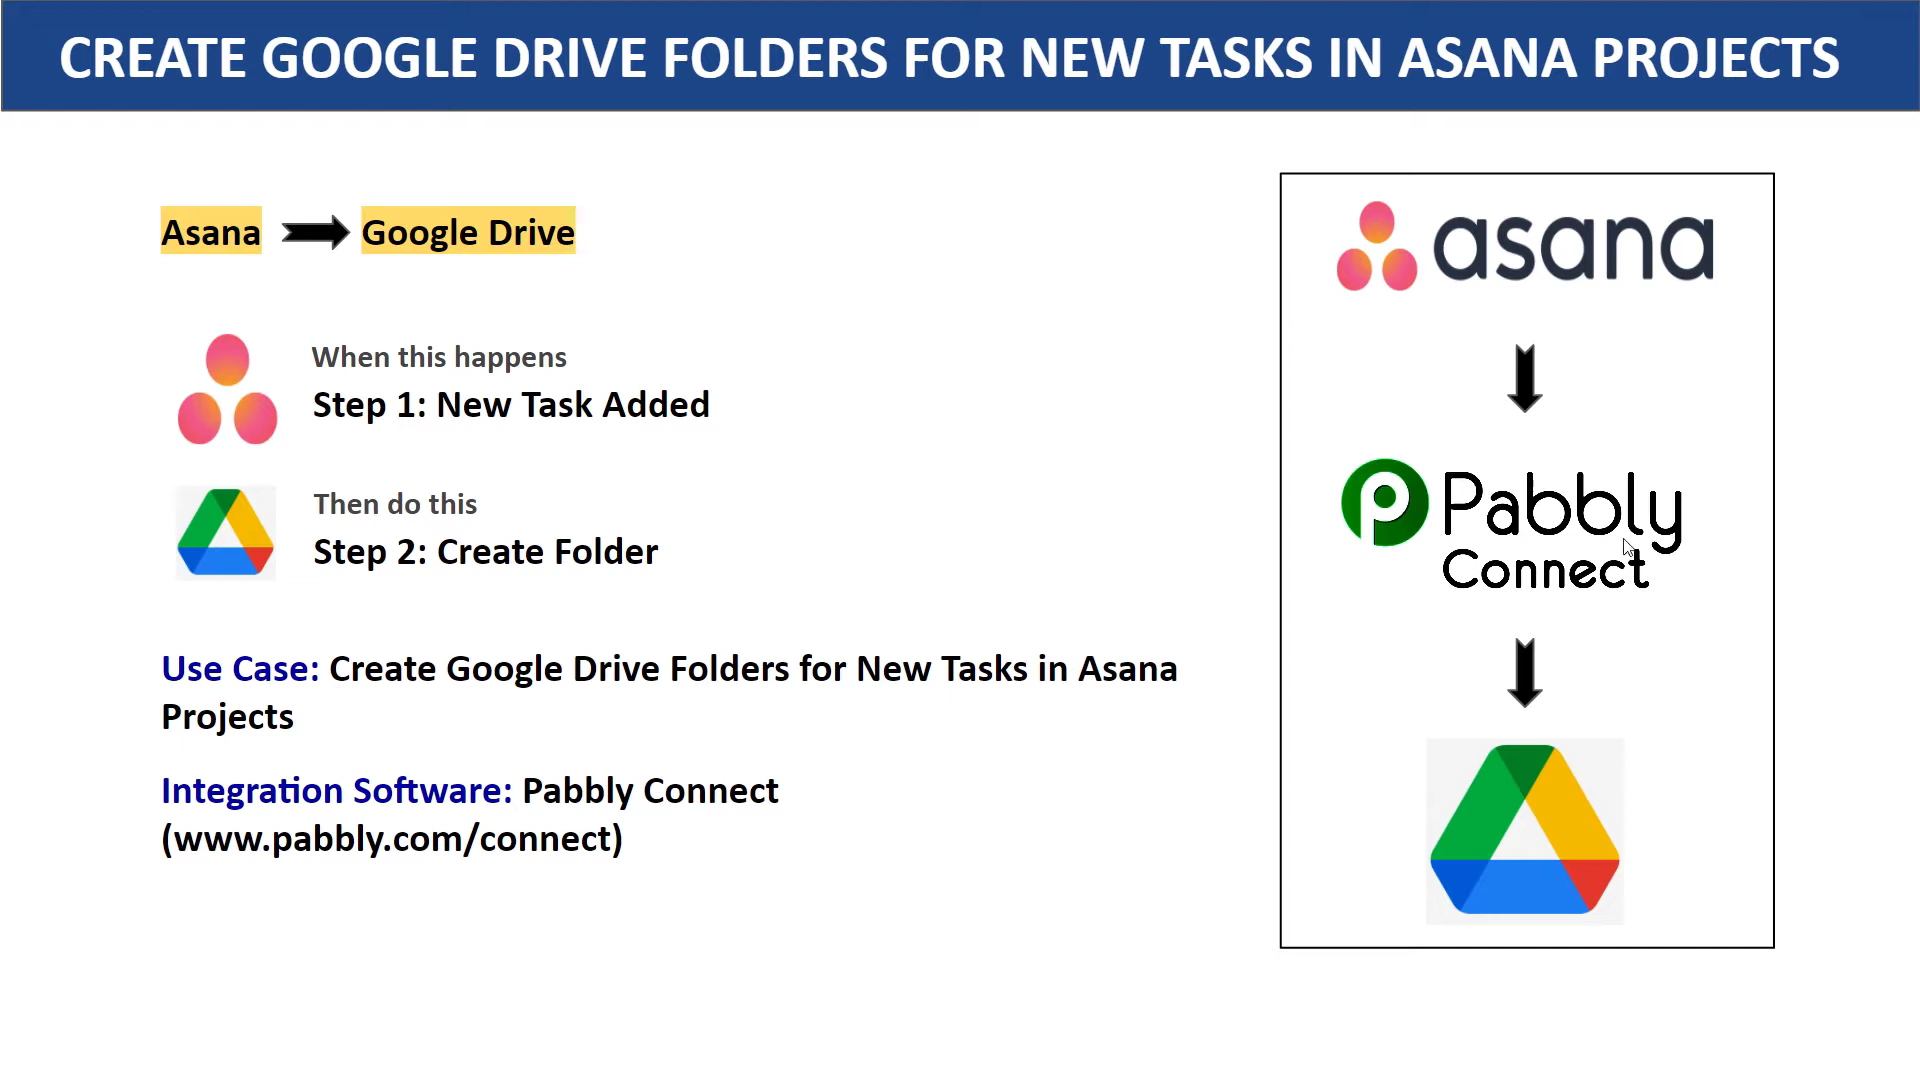 CREATE GOOGLE DRIVE FOLDERS FOR NEW TASKS IN ASANA PROJECTS
Asana Google Drive
When this happens
Step 1: New Task Added
Then do this
Step 2: Create Folder
Use Case: Create Google Drive Folders for New Tasks in Asana
Projects
Integration Software: Pabbly Connect
(www.pabbly.com/connect)
asana
Pabbly
Connect